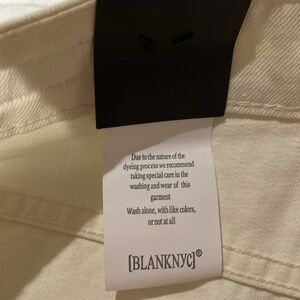 Due to the nature of the
dyeing process we recommend
taking special care in the
washing and wear of this
garment
Wash alone, with like colors,
or not at all
[BLANKNYC]®